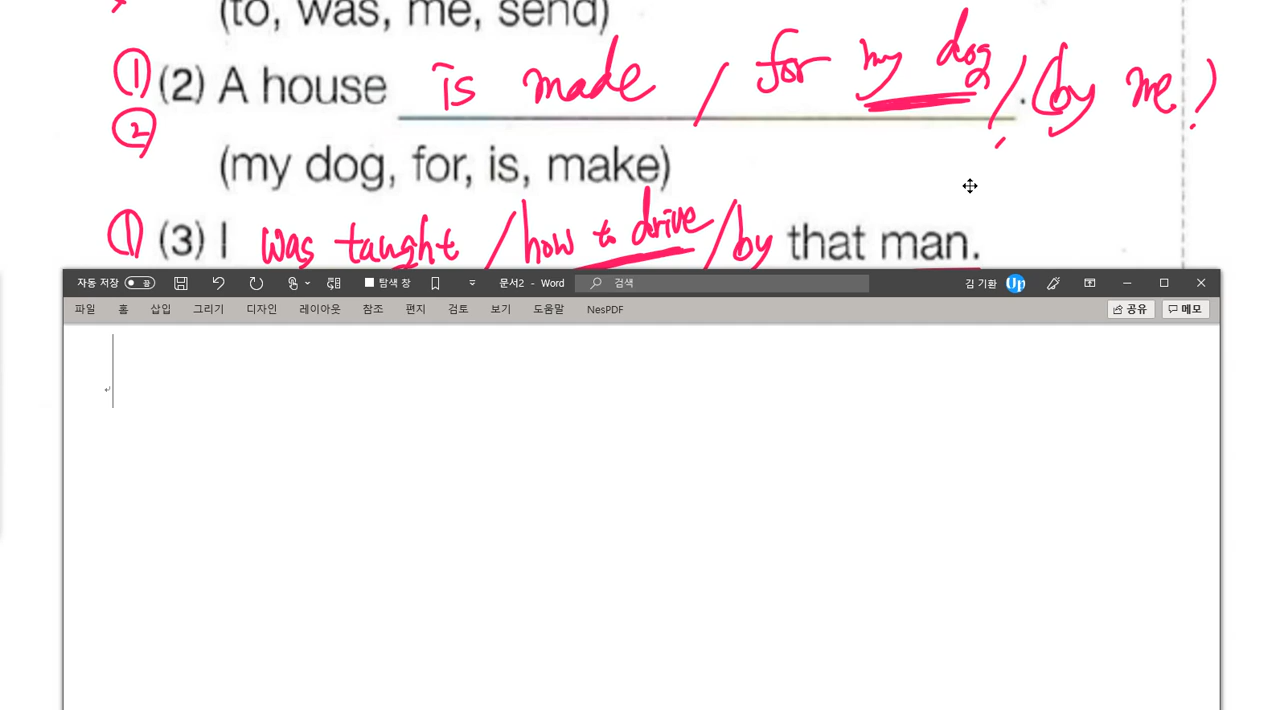 (to, was, me, send)
① (2) A house is made / for my dog /. (by me?)
②
(my dog, for, is, make)
① (3) I was taught / how to drive / by that man.
자동 저장 끔 탐색 창 문서2 - Word 검색 김 기환 Up
파일 홈 삽입 그리기 디자인 레이아웃 참조 편지 검토 보기 도움말 NesPDF 공유 메모